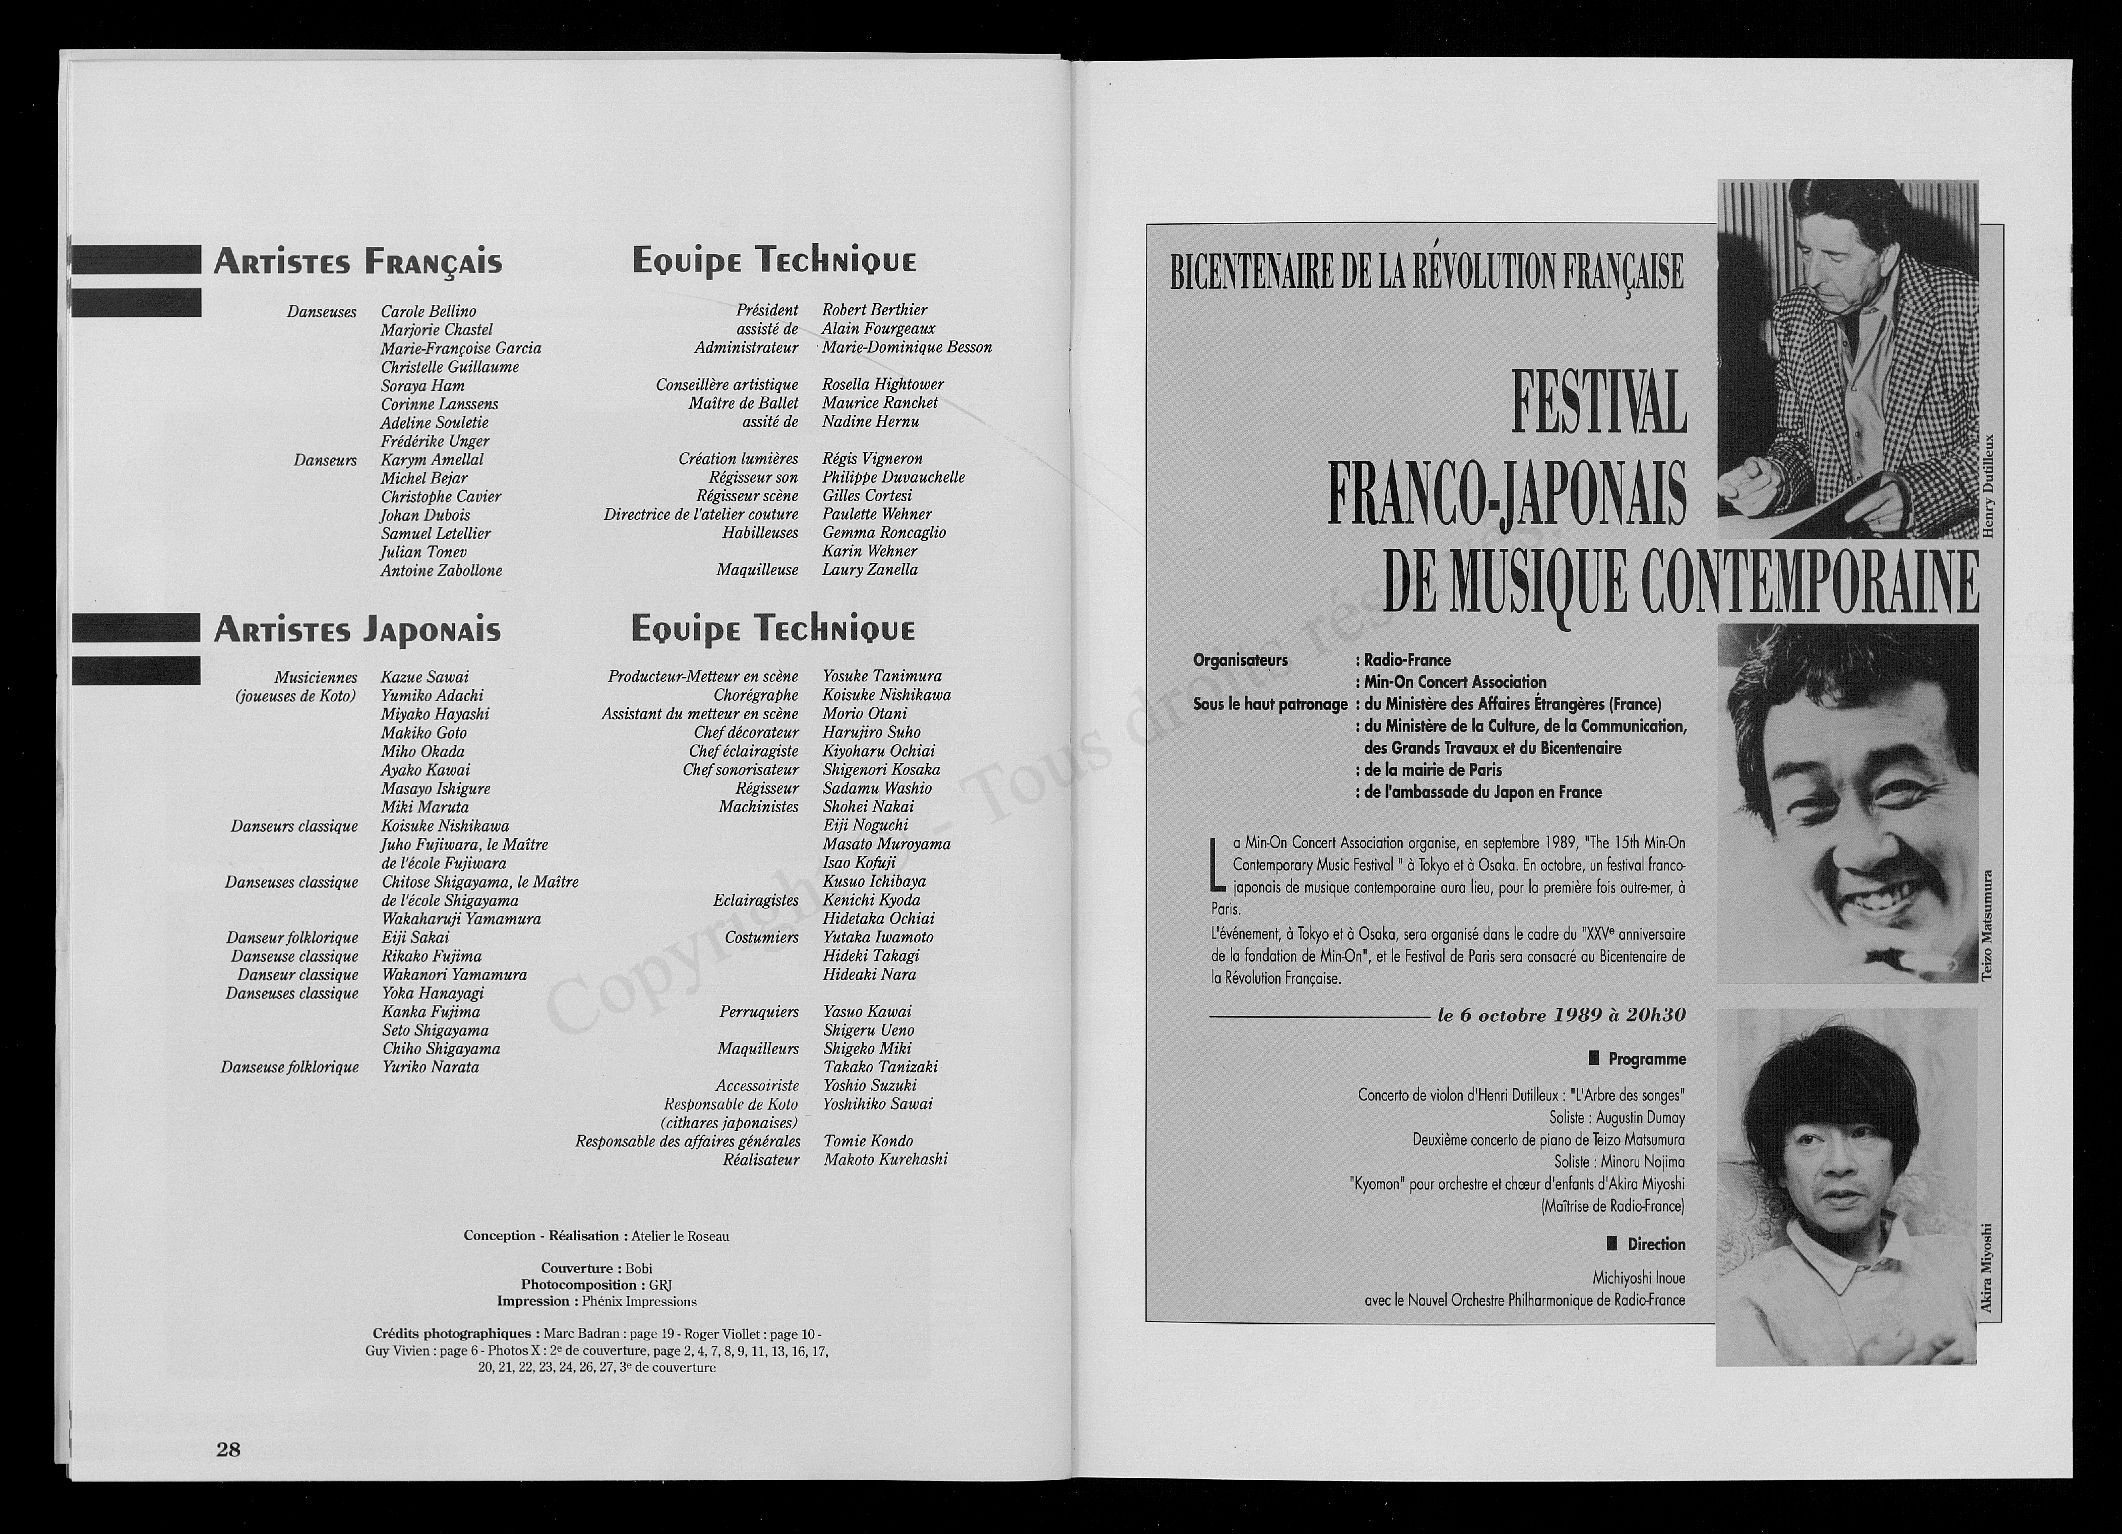 ARTISTES FRANÇAIS
Danseuses Carole Bellino
Marjorie Chastel
Marie-Françoise Garcia
Christelle Guillaume
Soraya Ham
Corinne Lanssens
Adeline Souletie
Frédérike Unger
Danseurs Karym Amellal
Michel Bejar
Christophe Cavier
Johan Dubois
Samuel Letellier
Julian Tonev
Antoine Zabollone
EQUIPE TECHNIQUE
Président Robert Berthier
assisté de Alain Fourgeaux
Administrateur Marie-Dominique Besson
Conseillère artistique Rosella Hightower
Maître de Ballet Maurice Ranchet
assité de Nadine Hernu
Création lumières Régis Vigneron
Régisseur son Philippe Duvauchelle
Régisseur scène Gilles Cortesi
Directrice de l'atelier couture Paulette Wehner
Habilleuses Gemma Roncaglio
Karin Wehner
Maquilleuse Laury Zanella
ARTISTES JAPONAIS
Musiciennes Kazue Sawai
(joueuses de Koto) Yumiko Adachi
Miyako Hayashi
Makiko Goto
Miho Okada
Ayako Kawai
Masayo Ishigure
Miki Maruta
Danseurs classique Koisuke Nishikawa
Juho Fujiwara, le Maître
de l'école Fujiwara
Danseuses classique Chitose Shigayama, le Maître
de l'école Shigayama
Wakaharuji Yamamura
Danseur folklorique Eiji Sakai
Danseuse classique Rikako Fujima
Danseur classique Wakanori Yamamura
Danseuses classique Yoka Hanayagi
Kanka Fujima
Seto Shigayama
Chiho Shigayama
Danseuse folklorique Yuriko Narata
EQUIPE TECHNIQUE
Producteur-Metteur en scène Yosuke Tanimura
Chorégraphe Koisuke Nishikawa
Assistant du metteur en scène Morio Otani
Chef décorateur Harujiro Suho
Chef éclairagiste Kiyoharu Ochiai
Chef sonorisateur Shigenori Kosaka
Régisseur Sadamu Washio
Machinistes Shohei Nakai
Eiji Noguchi
Masato Muroyama
Isao Kofuji
Kusuo Ichibaya
Eclairagistes Kenichi Kyoda
Hidetaka Ochiai
Costumiers Yutaka Iwamoto
Hideki Takagi
Hideaki Nara
Perruquiers Yasuo Kawai
Shigeru Ueno
Maquilleurs Shigeko Miki
Takako Tanizaki
Accessoiriste Yoshio Suzuki
Responsable de Koto Yoshihiko Sawai
(cithares japonaises)
Responsable des affaires générales Tomie Kondo
Réalisateur Makoto Kurehashi
Conception - Réalisation : Atelier le Roseau
Couverture : Bobi
Photocomposition : GRJ
Impression : Phénix Impressions
Crédits photographiques : Marc Badran : page 19 - Roger Viollet : page 10 -
Guy Vivien : page 6 - Photos X : 2e de couverture, page 2, 4, 7, 8, 9, 11, 13, 16, 17,
20, 21, 22, 23, 24, 26, 27, 3e de couverture
28
Copyright - Tous droits rés
BICENTENAIRE DE LA RÉVOLUTION FRANÇAISE
FESTIVAL
FRANCO-JAPONAIS
DE MUSIQUE CONTEMPORAINE
Organisateurs : Radio-France
: Min-On Concert Association
Sous le haut patronage : du Ministère des Affaires Étrangères (France)
: du Ministère de la Culture, de la Communication,
des Grands Travaux et du Bicentenaire
: de la mairie de Paris
: de l'ambassade du Japon en France
La Min-On Concert Association organise, en septembre 1989, "The 15th Min-On
Contemporary Music Festival " à Tokyo et à Osaka. En octobre, un festival franco-
japonais de musique contemporaine aura lieu, pour la première fois outre-mer, à
Paris.
L'événement, à Tokyo et à Osaka, sera organisé dans le cadre du "XXVe anniversaire
de la fondation de Min-On", et le Festival de Paris sera consacré au Bicentenaire de
la Révolution Française.
le 6 octobre 1989 à 20h30
Programme
Concerto de violon d'Henri Dutilleux : "L'Arbre des songes"
Soliste : Augustin Dumay
Deuxième concerto de piano de Teizo Matsumura
Soliste : Minoru Nojima
"Kyomon" pour orchestre et chœur d'enfants d'Akira Miyoshi
(Maîtrise de Radio-France)
Direction
Michiyoshi Inoue
avec le Nouvel Orchestre Philharmonique de Radio-France
Henry Dutilleux
Teizo Matsumura
Akira Miyoshi